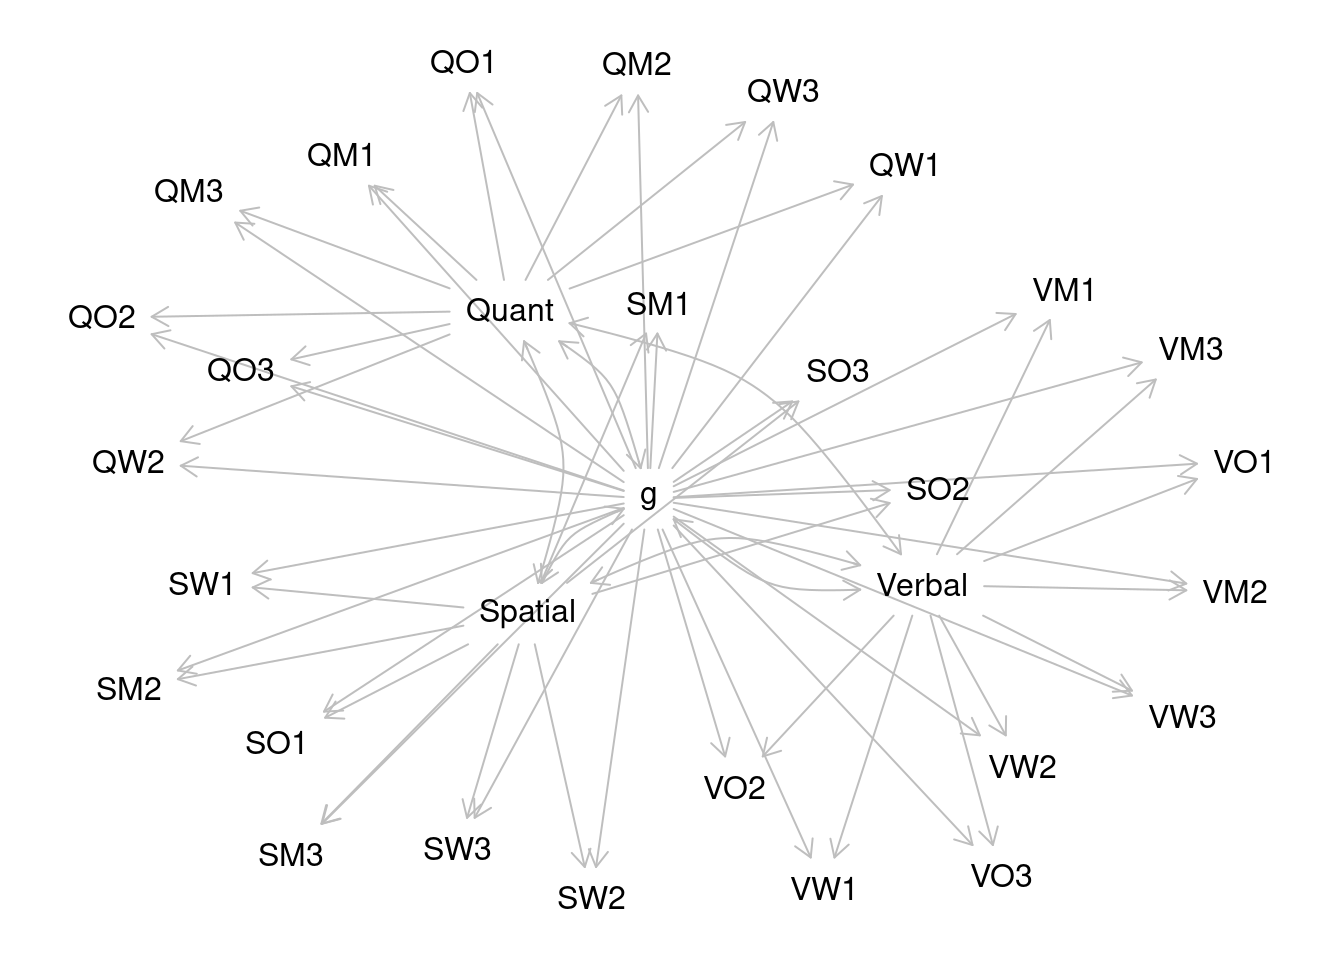 QO1
QM2
QW3
QM1
QW1
QM3
VM1
SM1
Quant
QO2
VM3
QO3
SO3
QW2
VO1
SO2
g
SW1
Verbal
VM2
Spatial
SM2
VW3
SO1
VW2
VO2
SM3
SW3
VO3
VW1
SW2